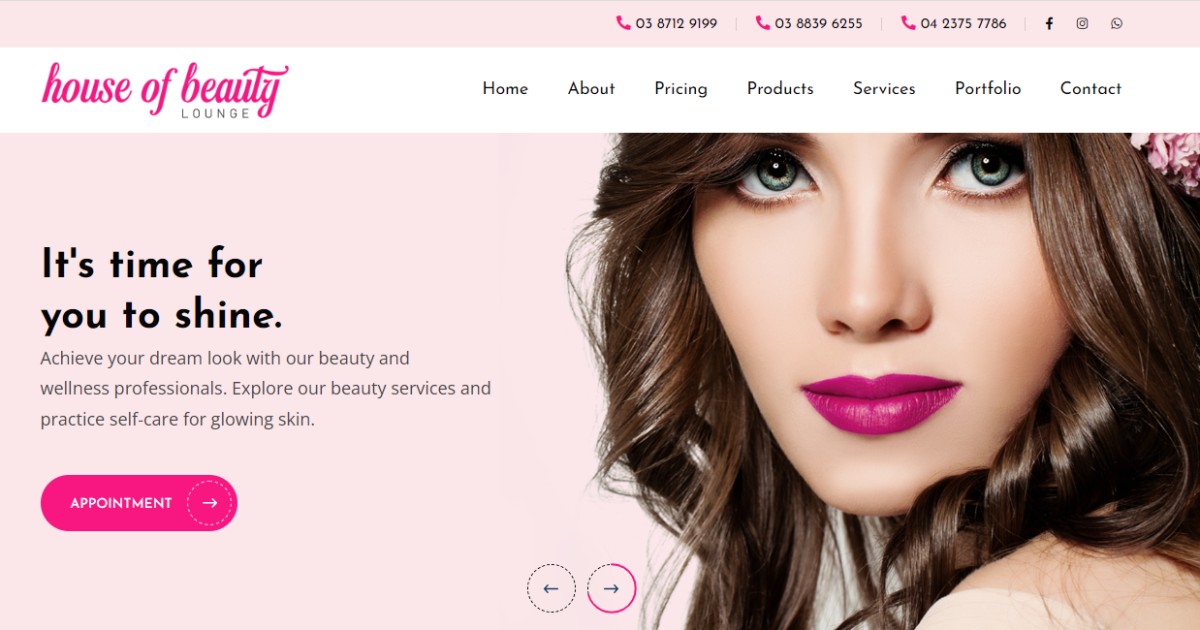 03 8712 9199 03 8839 6255 04 2375 7786
house of beauty
LOUNGE
Home About Pricing Products Services Portfolio Contact
It's time for
you to shine.
Achieve your dream look with our beauty and
wellness professionals. Explore our beauty services and
practice self-care for glowing skin.
APPOINTMENT